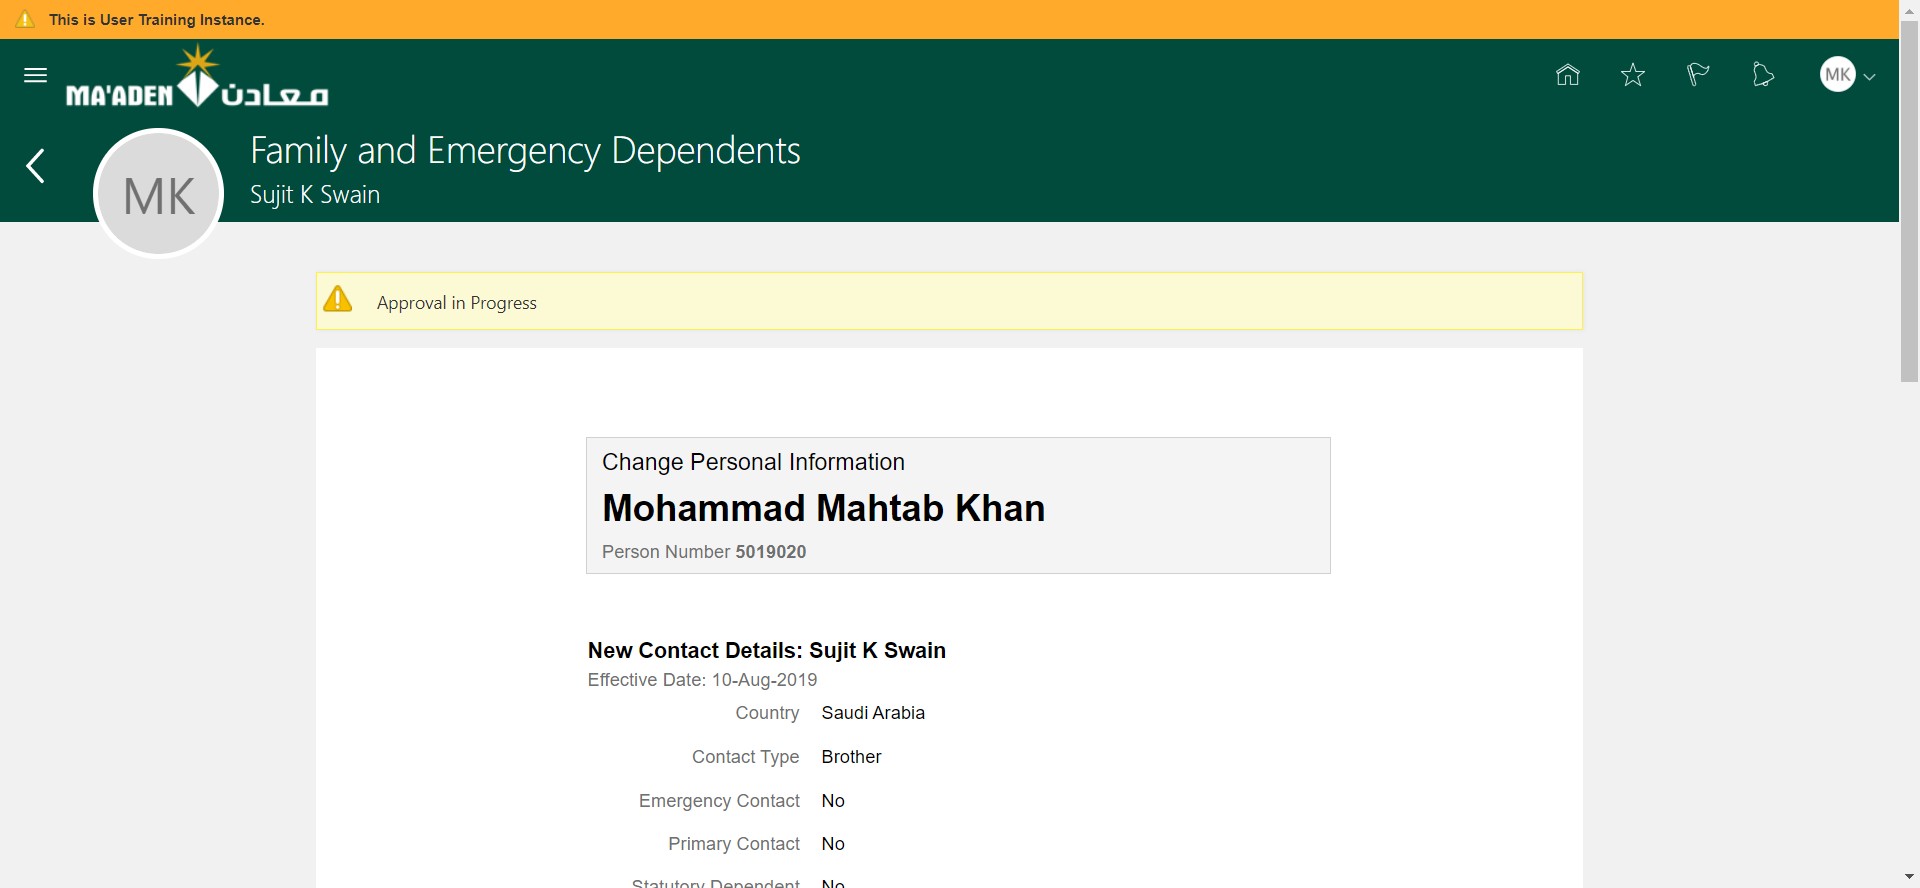 This is User Training Instance.
MA'ADEN معادن
MK
Family and Emergency Dependents
MK
Sujit K Swain
Approval in Progress
Change Personal Information
Mohammad Mahtab Khan
Person Number 5019020
New Contact Details: Sujit K Swain
Effective Date: 10-Aug-2019
Country Saudi Arabia
Contact Type Brother
Emergency Contact No
Primary Contact No
Statutory Dependent No